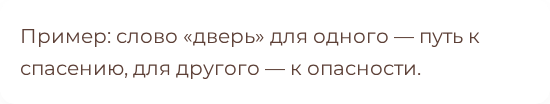 Пример: слово «дверь» для одного — путь к
спасению, для другого — к опасности.